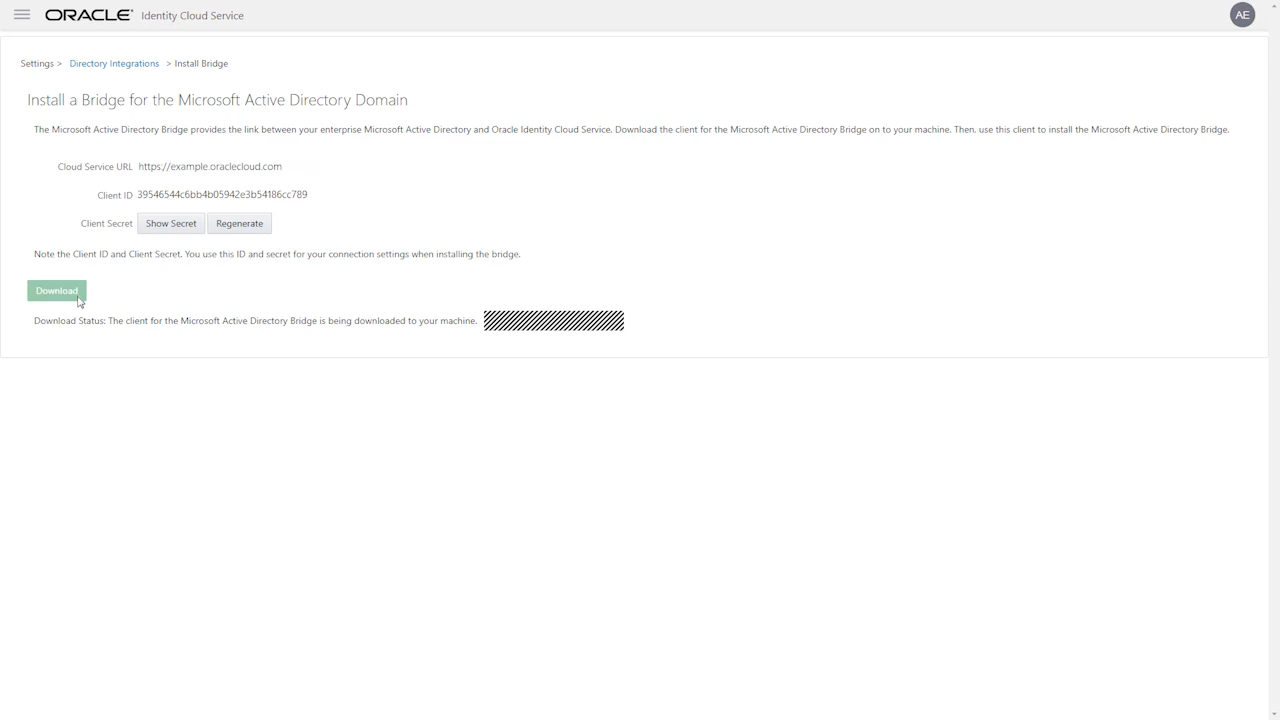 ORACLE® Identity Cloud Service
AE
Settings > Directory Integrations > Install Bridge
Install a Bridge for the Microsoft Active Directory Domain
The Microsoft Active Directory Bridge provides the link between your enterprise Microsoft Active Directory and Oracle Identity Cloud Service. Download the client for the Microsoft Active Directory Bridge on to your machine. Then, use this client to install the Microsoft Active Directory Bridge.
Cloud Service URL https://example.oraclecloud.com
Client ID 39546544c6bb4b05942e3b54186cc789
Client Secret Show Secret Regenerate
Note the Client ID and Client Secret. You use this ID and secret for your connection settings when installing the bridge.
Download
Download Status: The client for the Microsoft Active Directory Bridge is being downloaded to your machine.